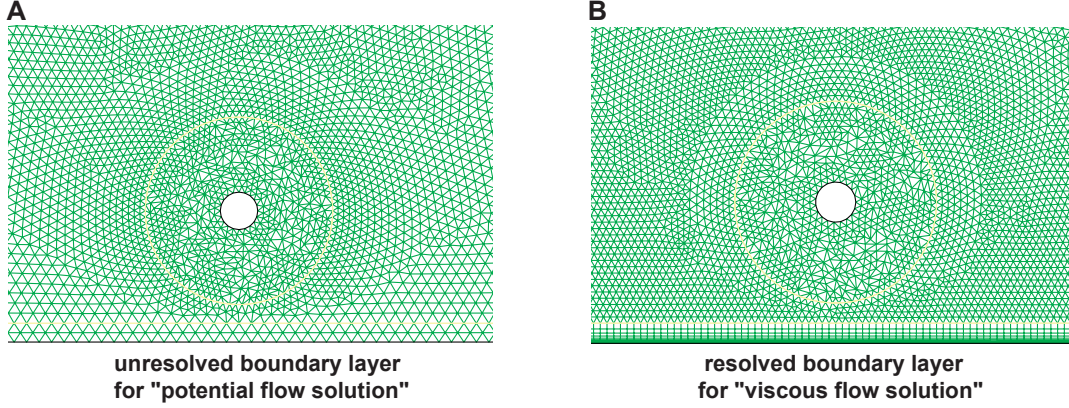 A
B
unresolved boundary layer
for "potential flow solution"
resolved boundary layer
for "viscous flow solution"